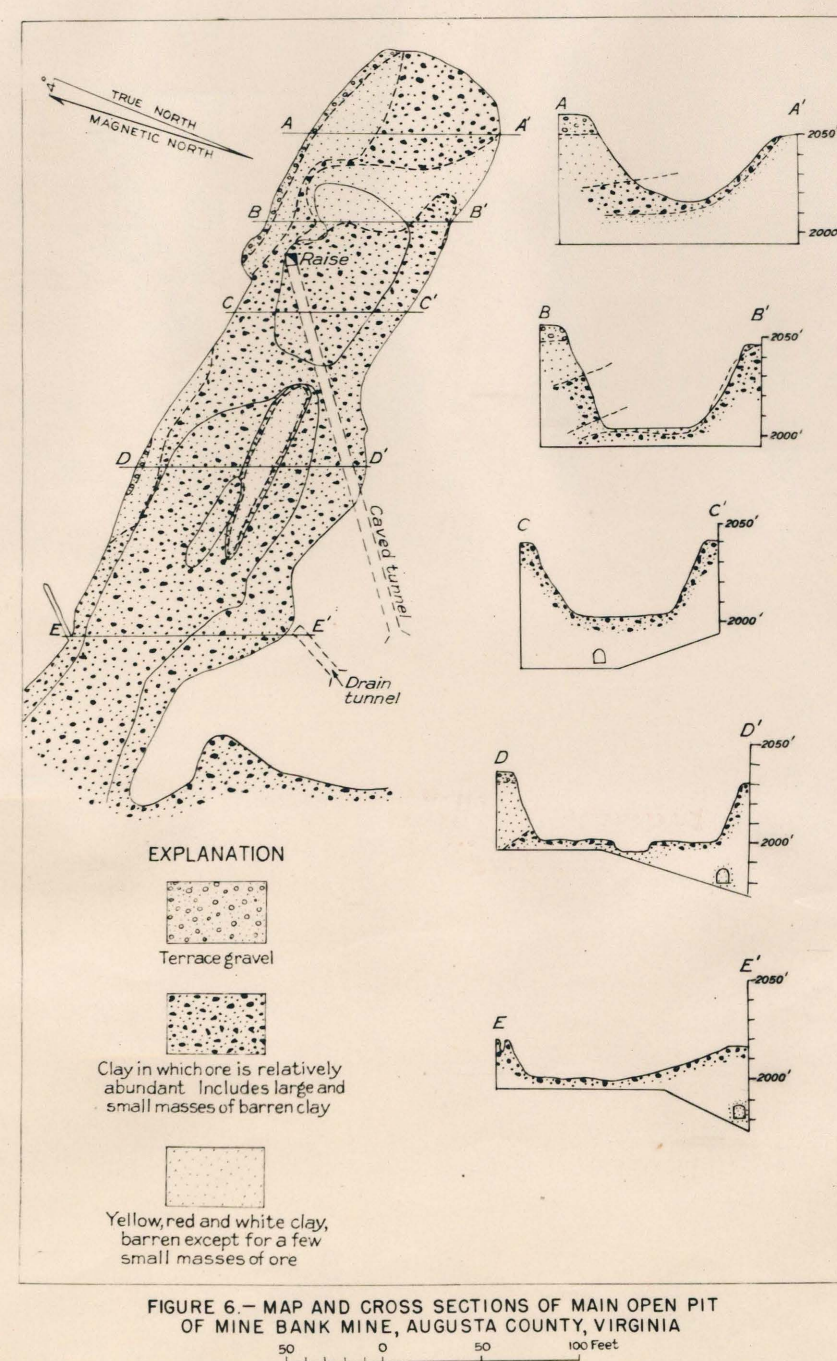 TRUE NORTH
MAGNETIC NORTH
A A'
B B'
Raise
C C'
D D'
Caved tunnel
E E'
Drain
tunnel
A A'
2050'
2000'
B B'
2050'
2000'
C C'
2050'
2000'
D D'
2050'
2000'
E E'
2050'
2000'
EXPLANATION
Terrace gravel
Clay in which ore is relatively
abundant Includes large and
small masses of barren clay
Yellow, red and white clay,
barren except for a few
small masses of ore
FIGURE 6.— MAP AND CROSS SECTIONS OF MAIN OPEN PIT
OF MINE BANK MINE, AUGUSTA COUNTY, VIRGINIA
50 0 50 100 Feet